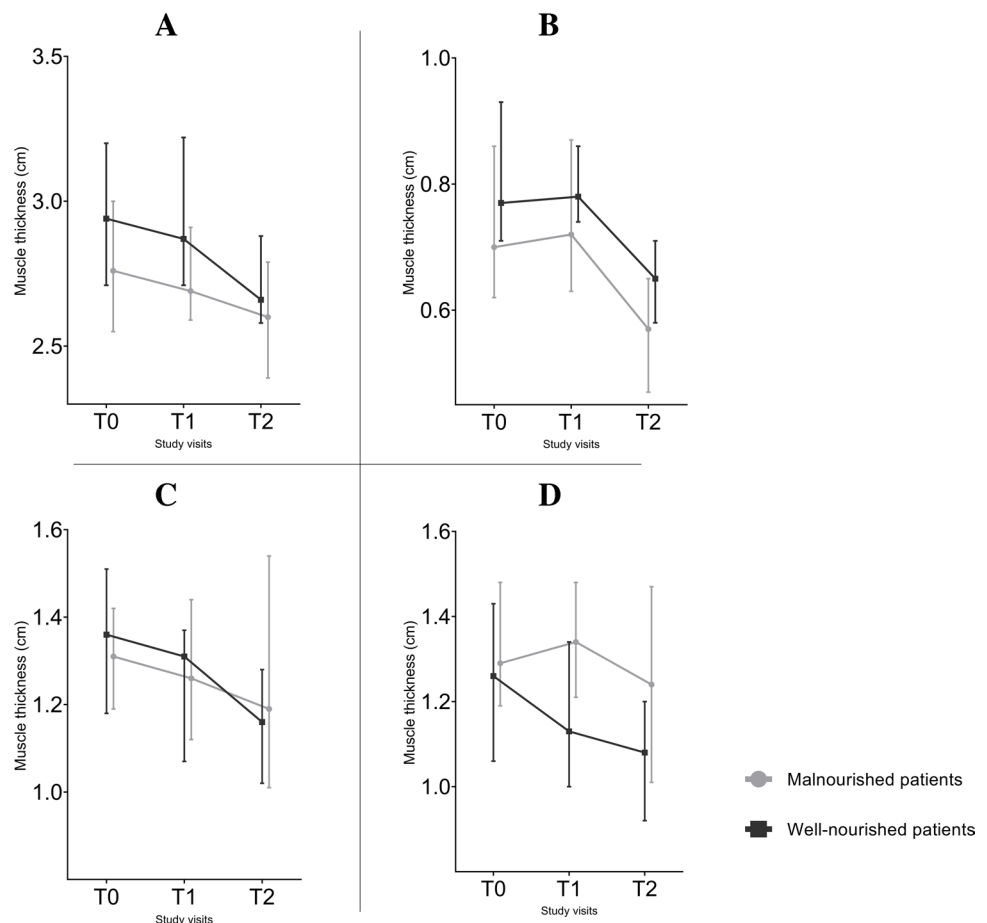 A
3.5
3.0
2.5
Muscle thickness (cm)
T0 T1 T2
Study visits
B
1.0
0.8
0.6
Muscle thickness (cm)
T0 T1 T2
Study visits
C
1.6
1.4
1.2
1.0
Muscle thickness (cm)
T0 T1 T2
Study visits
D
1.6
1.4
1.2
1.0
Muscle thickness (cm)
T0 T1 T2
Study visits
Malnourished patients
Well-nourished patients